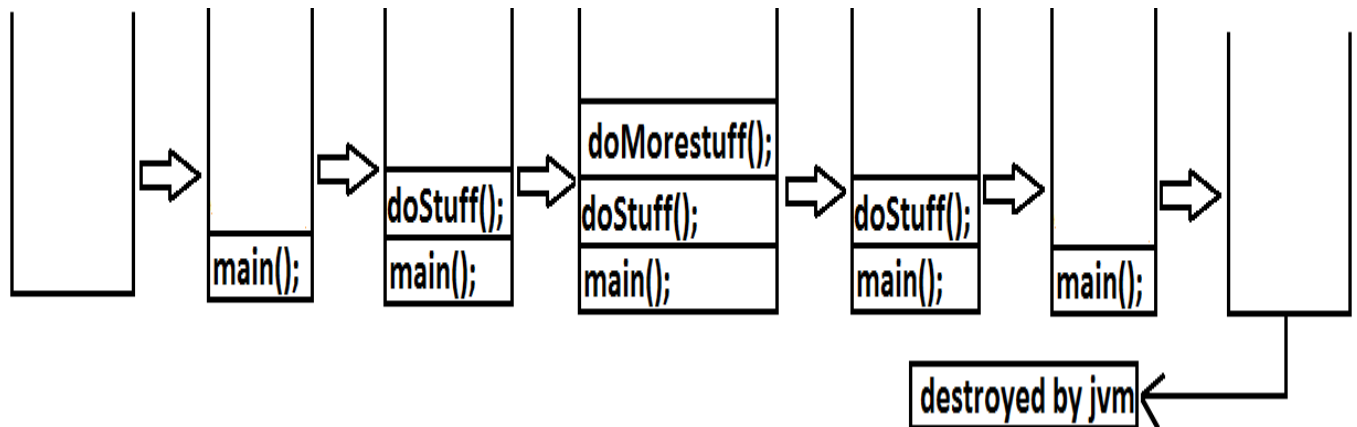 main();
doStuff();
main();
doMorestuff();
doStuff();
main();
doStuff();
main();
main();
destroyed by jvm